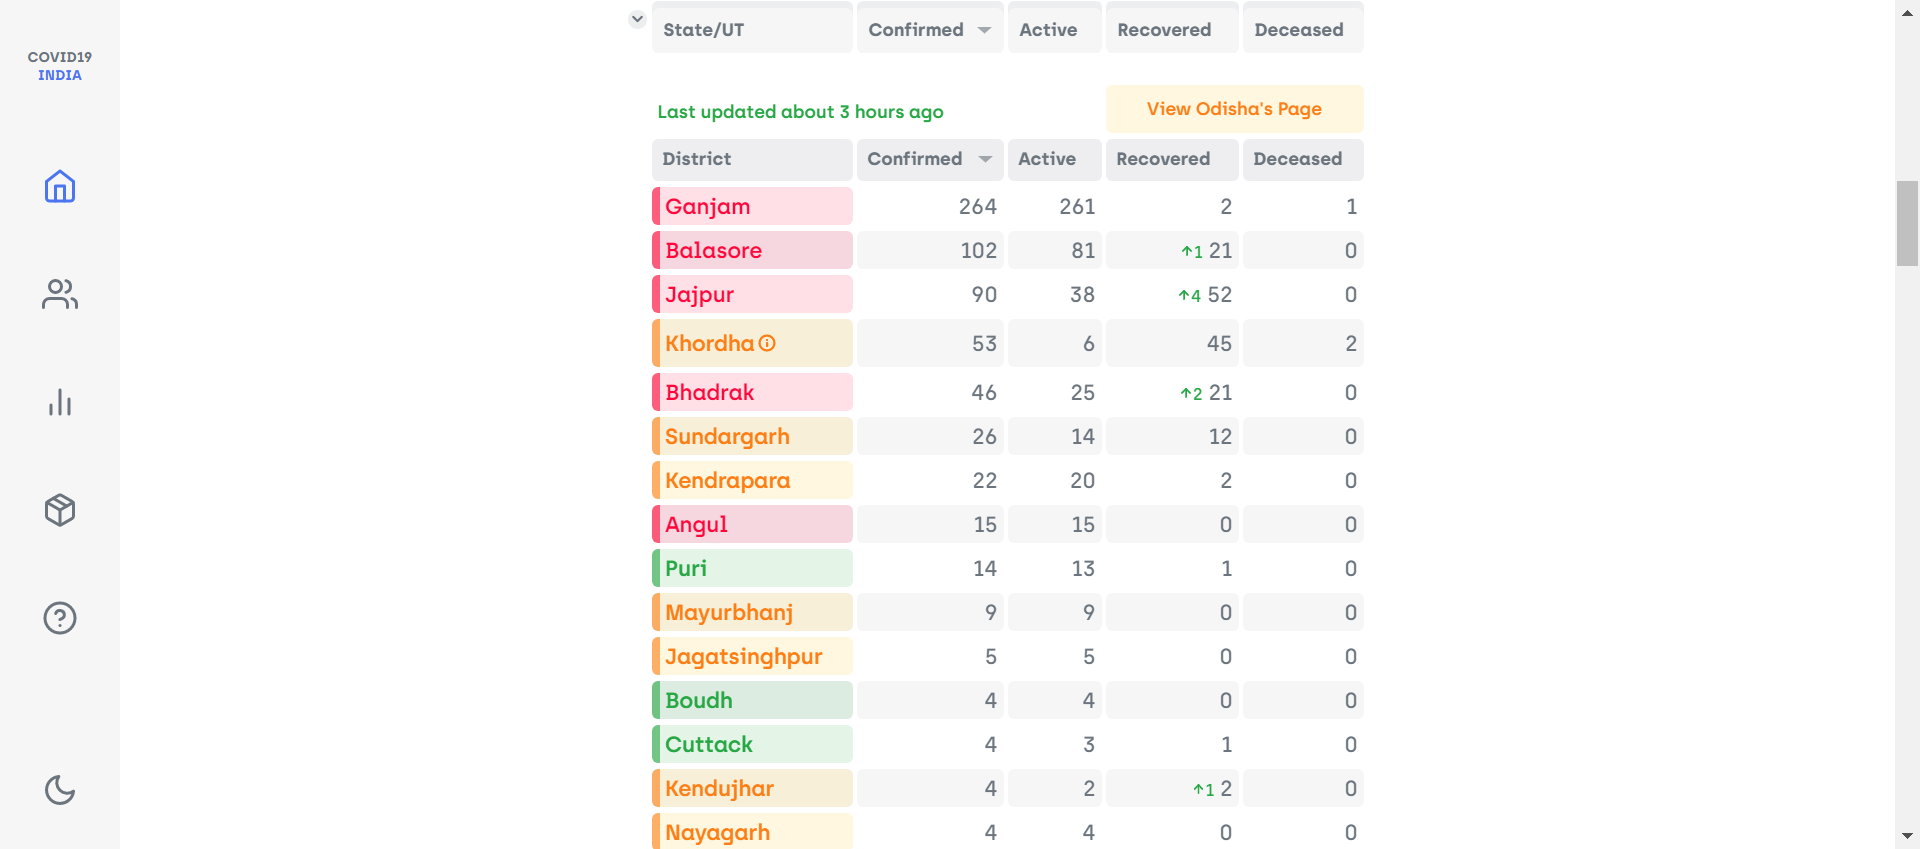 COVID19
INDIA
State/UT Confirmed Active Recovered Deceased
Last updated about 3 hours ago View Odisha's Page
District Confirmed Active Recovered Deceased
Ganjam 264 261 2 1
Balasore 102 81 ↑1 21 0
Jajpur 90 38 ↑4 52 0
Khordha 53 6 45 2
Bhadrak 46 25 ↑2 21 0
Sundargarh 26 14 12 0
Kendrapara 22 20 2 0
Angul 15 15 0 0
Puri 14 13 1 0
Mayurbhanj 9 9 0 0
Jagatsinghpur 5 5 0 0
Boudh 4 4 0 0
Cuttack 4 3 1 0
Kendujhar 4 2 ↑1 2 0
Nayagarh 4 4 0 0